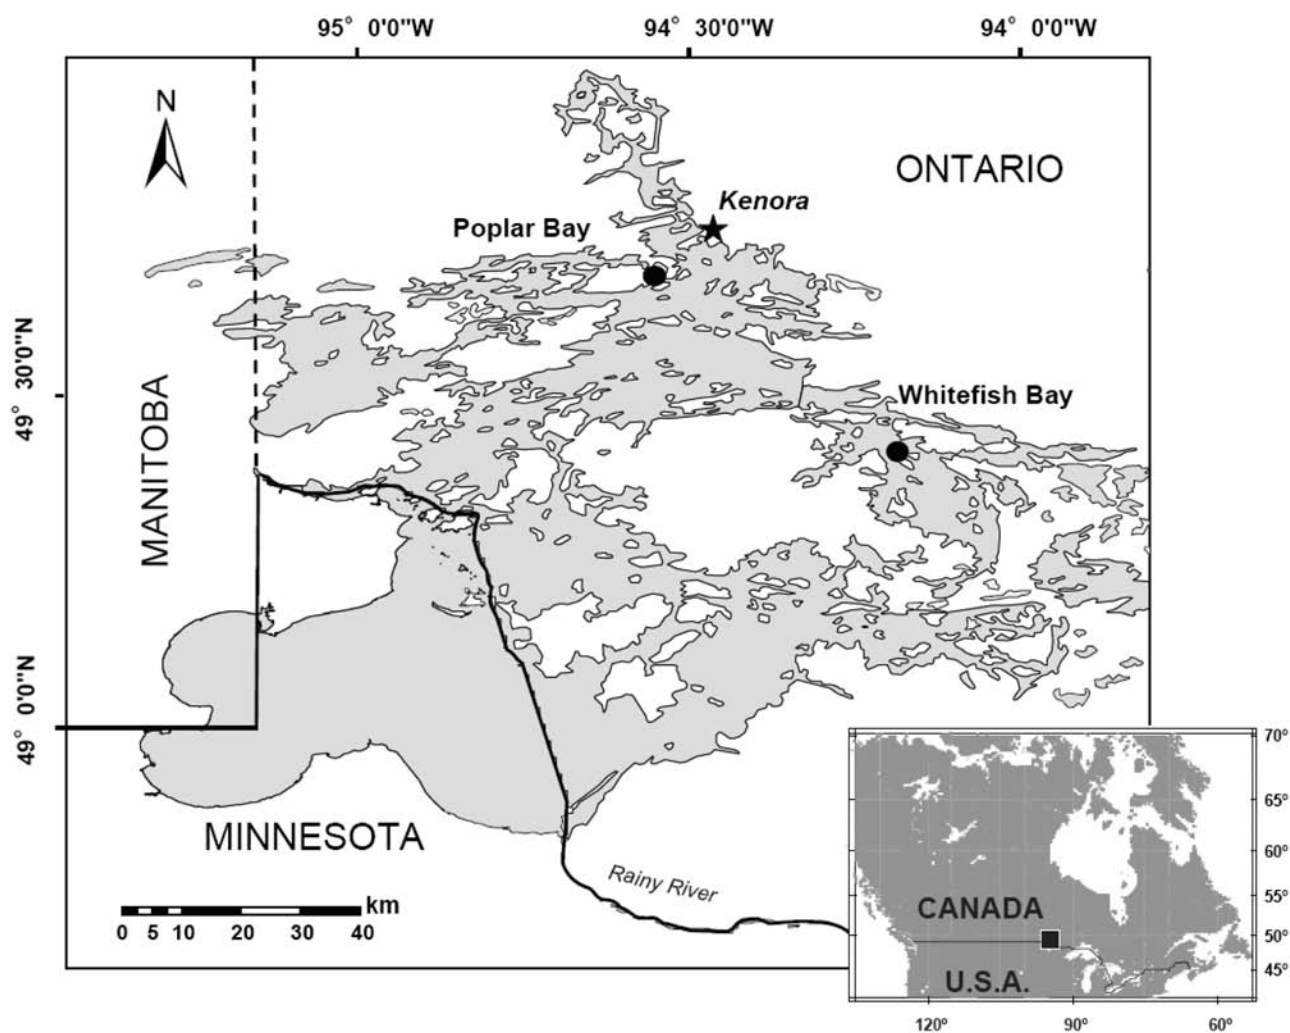 95° 0'0"W
94° 30'0"W
94° 0'0"W
N
ONTARIO
Kenora
Poplar Bay
49° 30'0"N
MANITOBA
Whitefish Bay
49° 0'0"N
MINNESOTA
Rainy River
km
0 5 10 20 30 40
70°
65°
60°
55°
50°
45°
CANADA
U.S.A.
120° 90° 60°